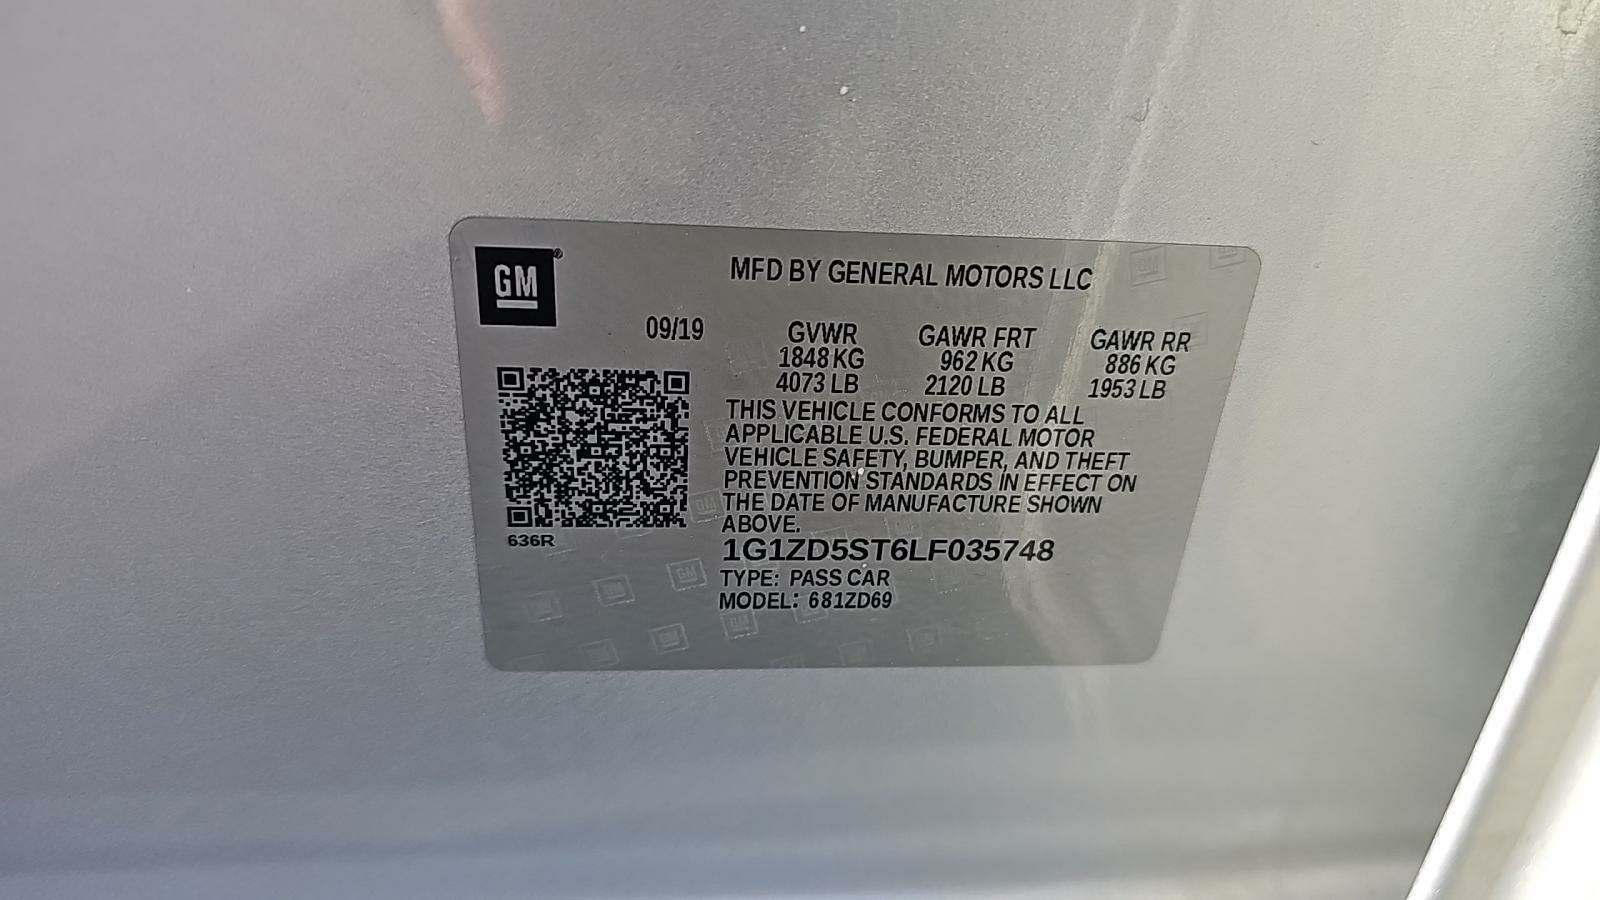 GM
MFD BY GENERAL MOTORS LLC
09/19 GVWR GAWR FRT GAWR RR
1848 KG 962 KG 886 KG
4073 LB 2120 LB 1953 LB
THIS VEHICLE CONFORMS TO ALL
APPLICABLE U.S. FEDERAL MOTOR
VEHICLE SAFETY, BUMPER, AND THEFT
PREVENTION STANDARDS IN EFFECT ON
THE DATE OF MANUFACTURE SHOWN
ABOVE.
636R
1G1ZD5ST6LF035748
TYPE: PASS CAR
MODEL: 681ZD69